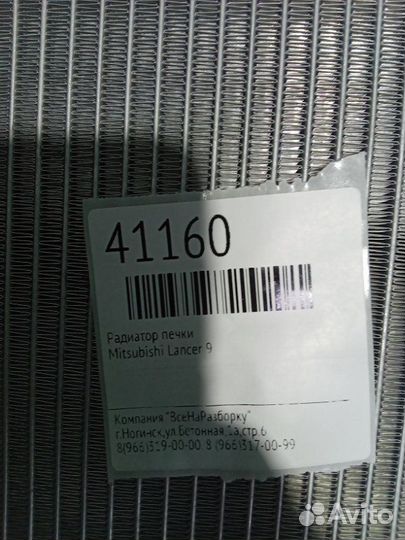 41160
Радиатор печки
Mitsubishi Lancer 9
Компания "ВсеНаРазборку"
г.Ногинск,ул.Бетонная,1а,стр.6
8(966)319-00-00, 8 (966)317-00-99
Avito